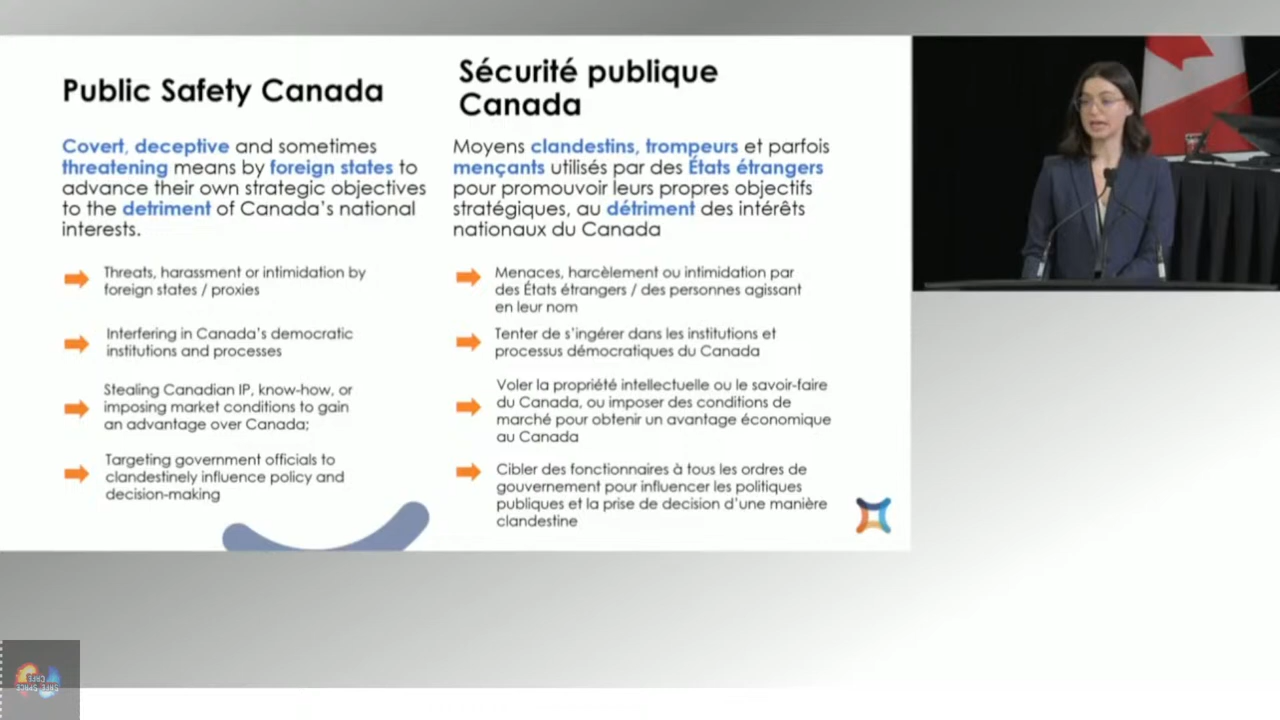 Public Safety Canada
Covert, deceptive and sometimes
threatening means by foreign states to
advance their own strategic objectives
to the detriment of Canada's national
interests.
Threats, harassment or intimidation by
foreign states / proxies
Interfering in Canada's democratic
institutions and processes
Stealing Canadian IP, know-how, or
imposing market conditions to gain
an advantage over Canada;
Targeting government officials to
clandestinely influence policy and
decision-making
Sécurité publique
Canada
Moyens clandestins, trompeurs et parfois
mençants utilisés par des États étrangers
pour promouvoir leurs propres objectifs
stratégiques, au détriment des intérêts
nationaux du Canada
Menaces, harcèlement ou intimidation par
des États étrangers / des personnes agissant
en leur nom
Tenter de s'ingérer dans les institutions et
processus démocratiques du Canada
Voler la propriété intellectuelle ou le savoir-faire
du Canada, ou imposer des conditions de
marché pour obtenir un avantage économique
au Canada
Cibler des fonctionnaires à tous les ordres de
gouvernement pour influencer les politiques
publiques et la prise de decision d'une manière
clandestine
SAFE SPACE
CAFE